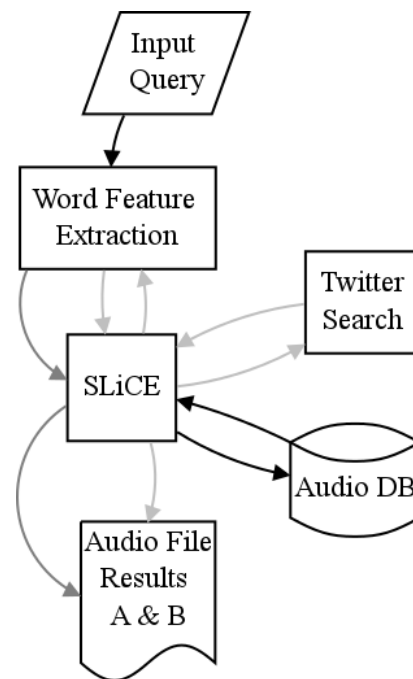 Input
Query
Word Feature
Extraction
Twitter
Search
SLiCE
Audio DB
Audio File
Results
A & B